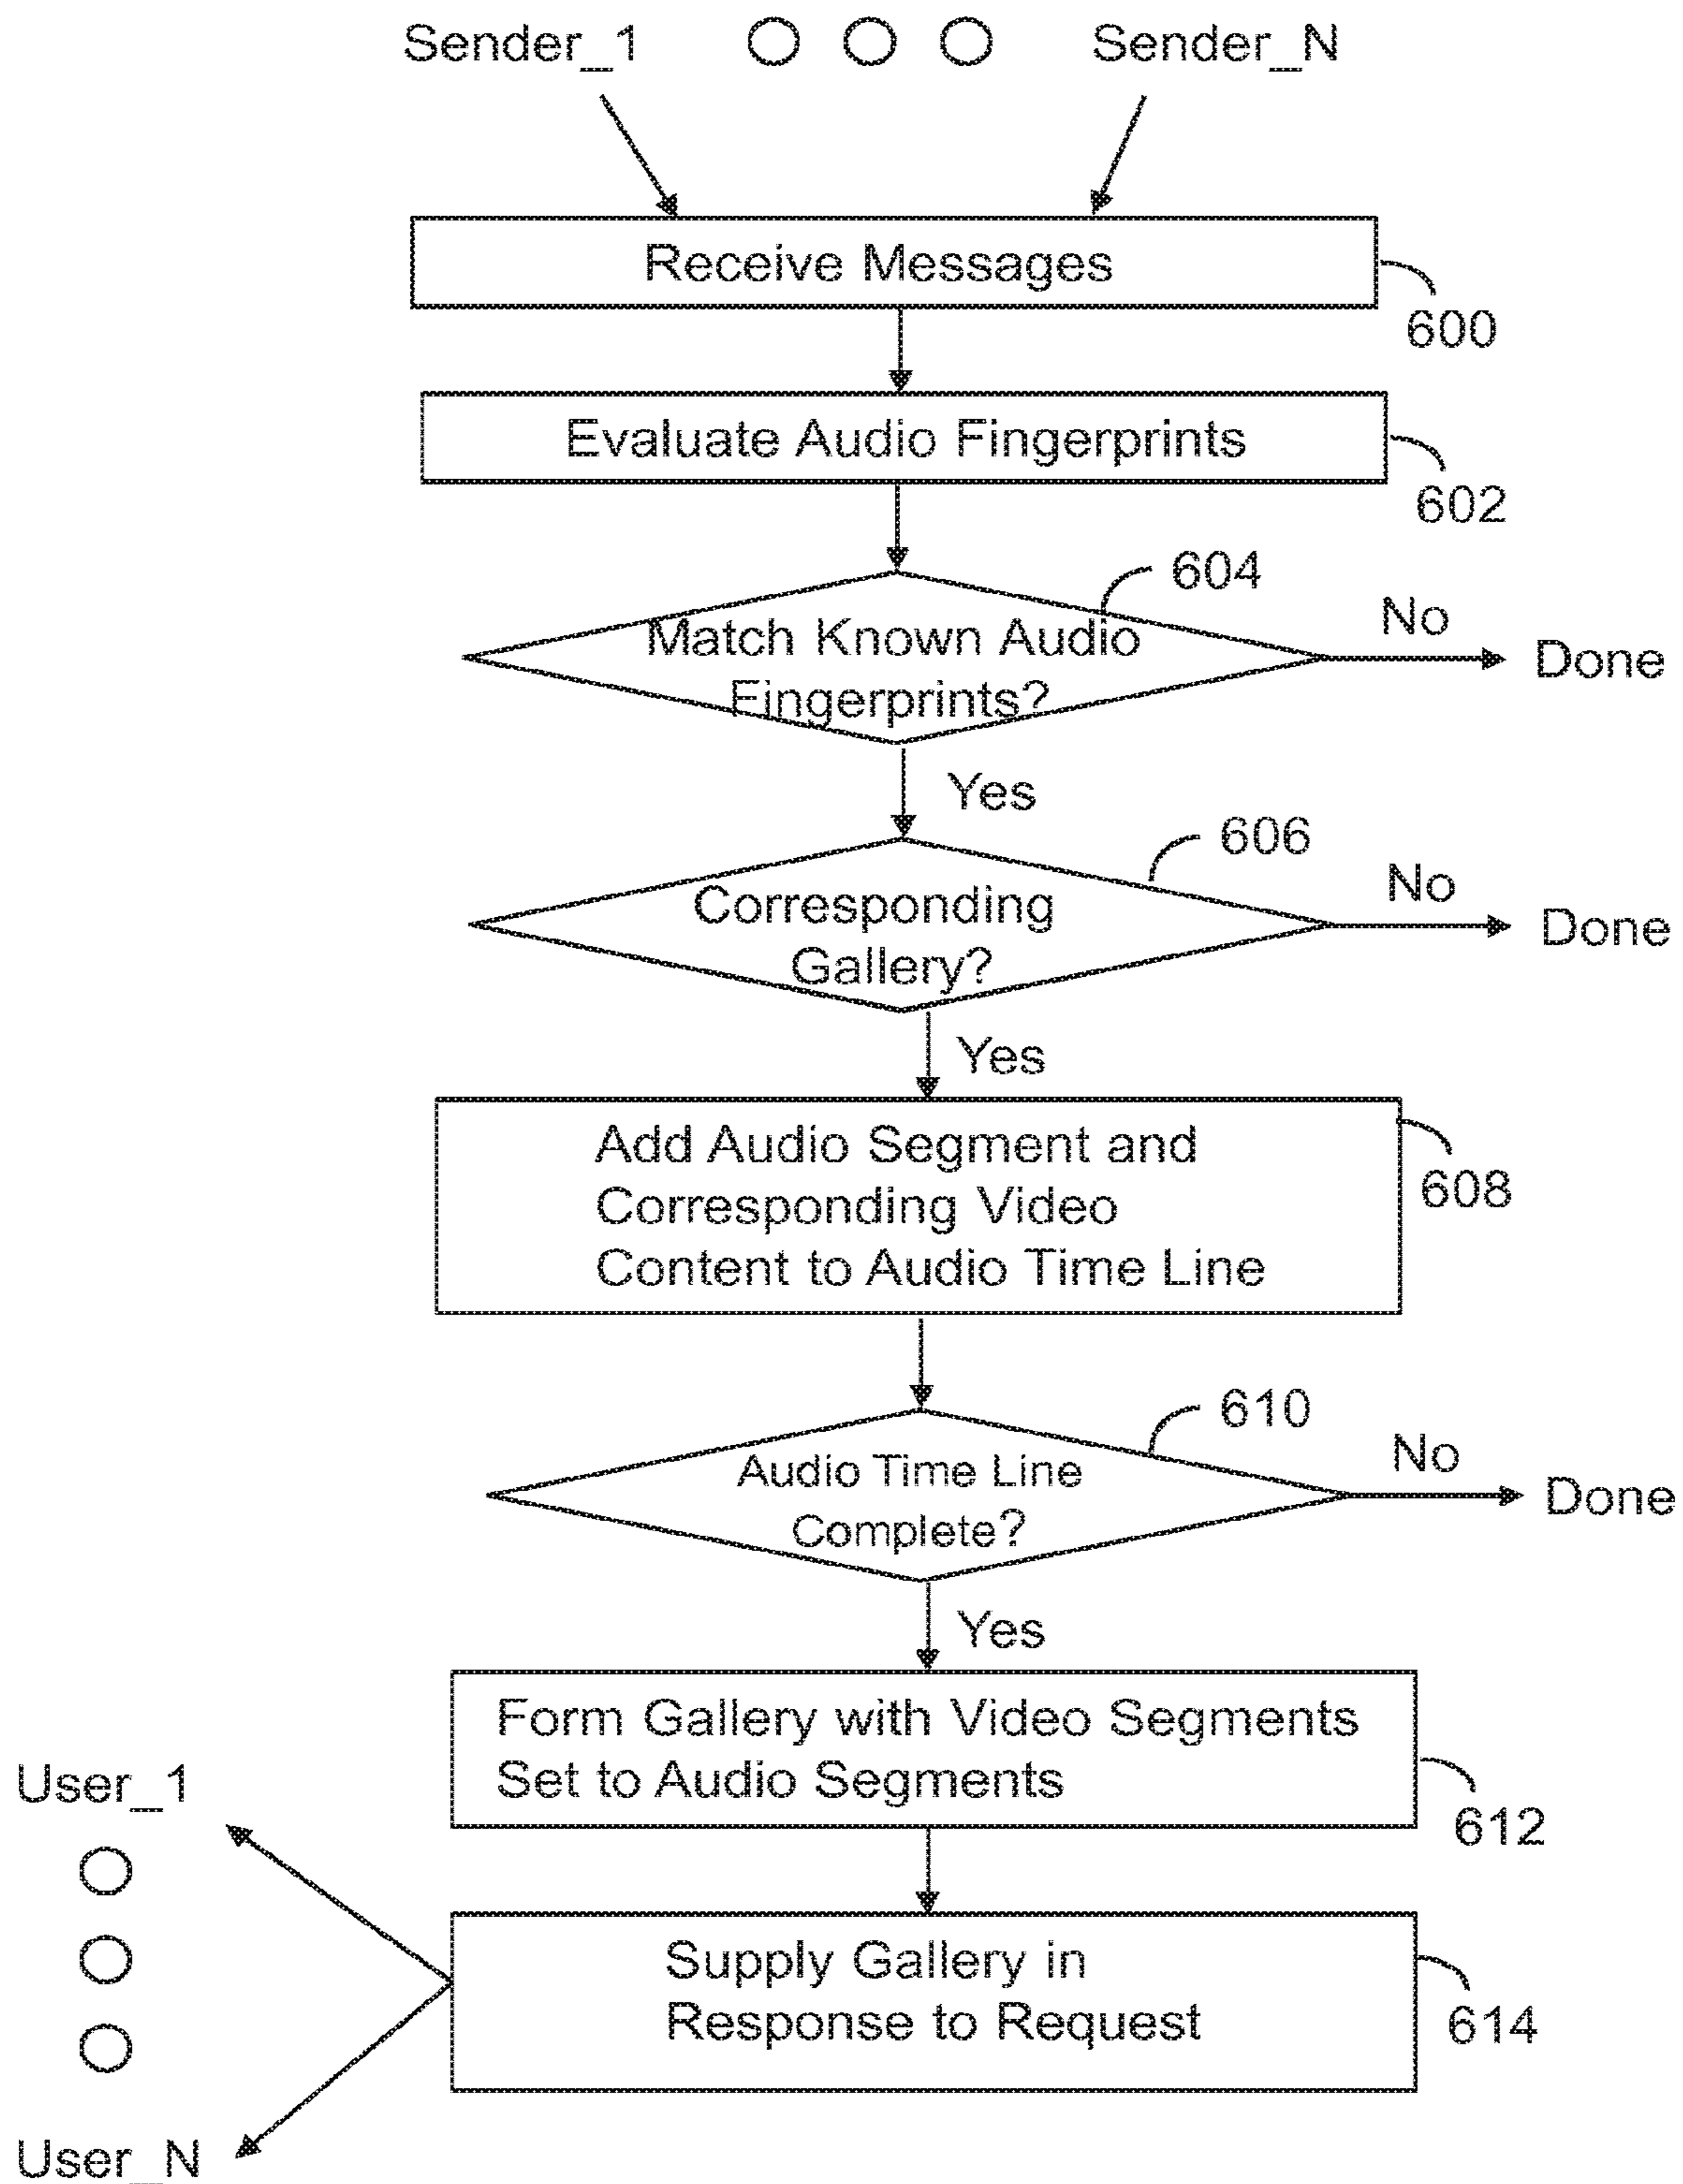 Sender_1
Sender_N
Receive Messages
600
Evaluate Audio Fingerprints
602
604
Match Known Audio
Fingerprints?
No
Done
Yes
606
Corresponding
Gallery?
No
Done
Yes
Add Audio Segment and
Corresponding Video
Content to Audio Time Line
608
610
Audio Time Line
Complete?
No
Done
Yes
Form Gallery with Video Segments
Set to Audio Segments
612
User_1
Supply Gallery in
Response to Request
614
User_N